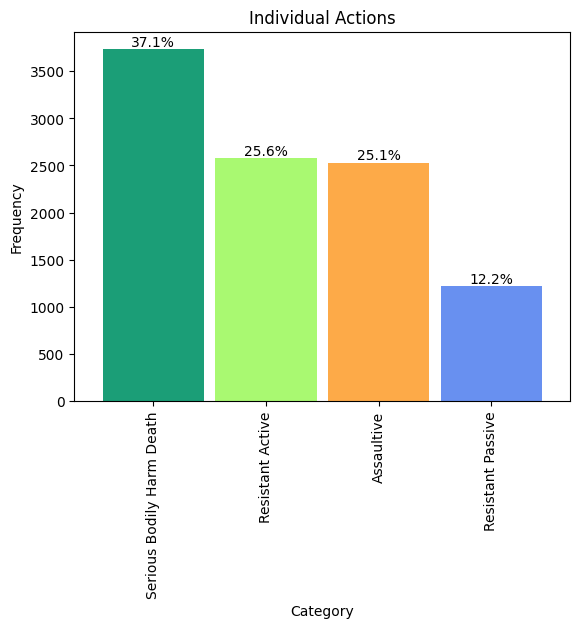 Individual Actions
37.1%
25.6%
25.1%
12.2%
Frequency
3500
3000
2500
2000
1500
1000
500
0
Serious Bodily Harm Death
Resistant Active
Assaultive
Resistant Passive
Category